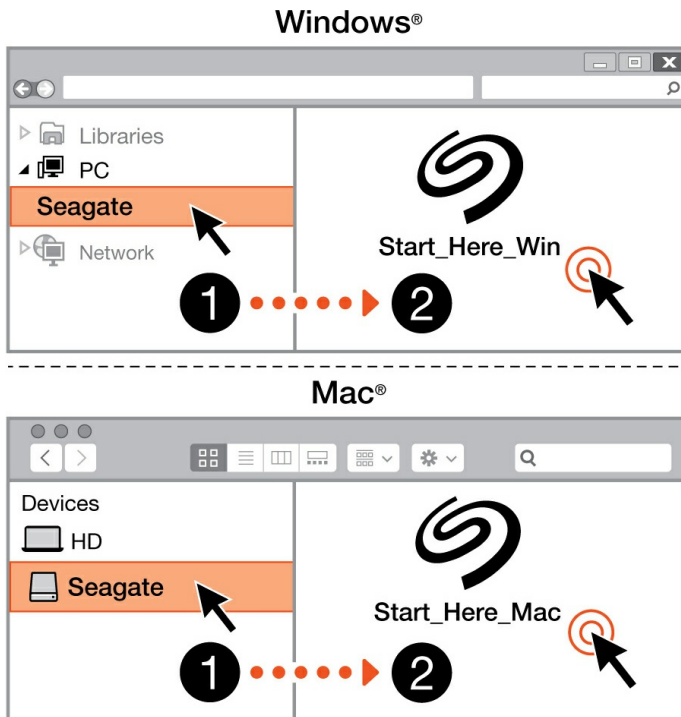 Windows®
Libraries
PC
Seagate
Network
Start_Here_Win
1
2
Mac®
Devices
HD
Seagate
Start_Here_Mac
1
2